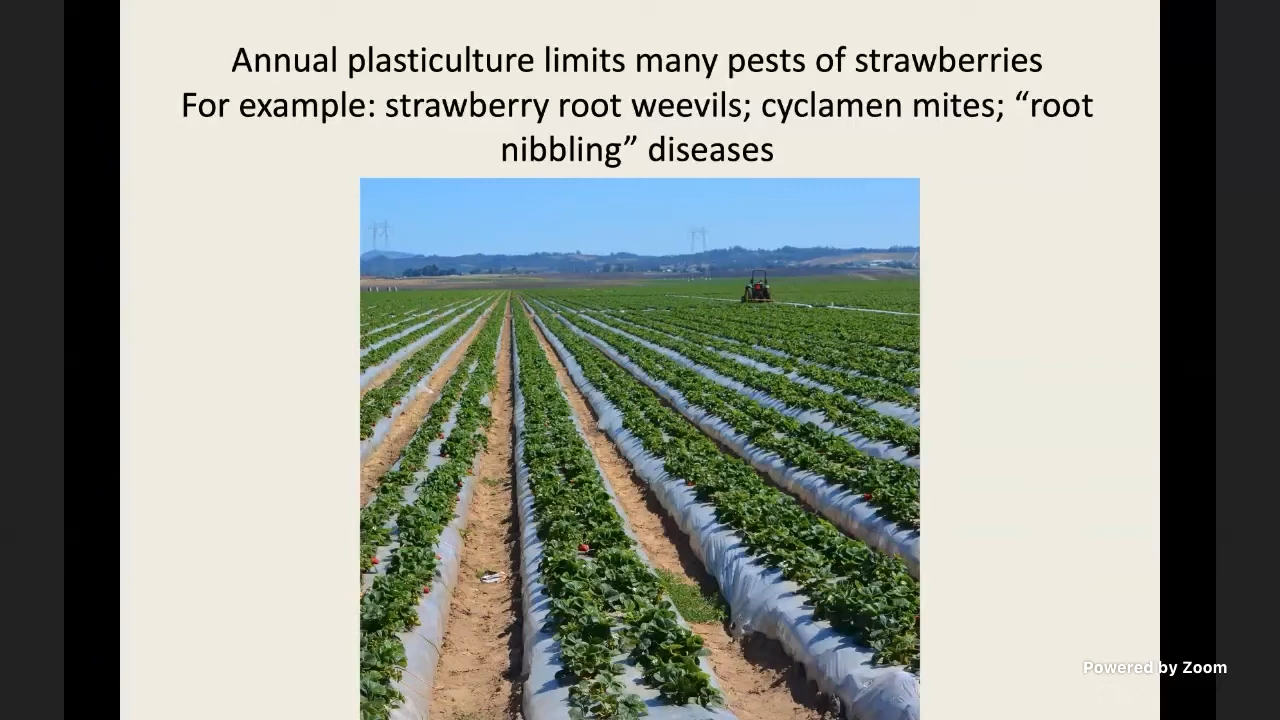 Annual plasticulture limits many pests of strawberries
For example: strawberry root weevils; cyclamen mites; “root
nibbling” diseases
Powered by Zoom